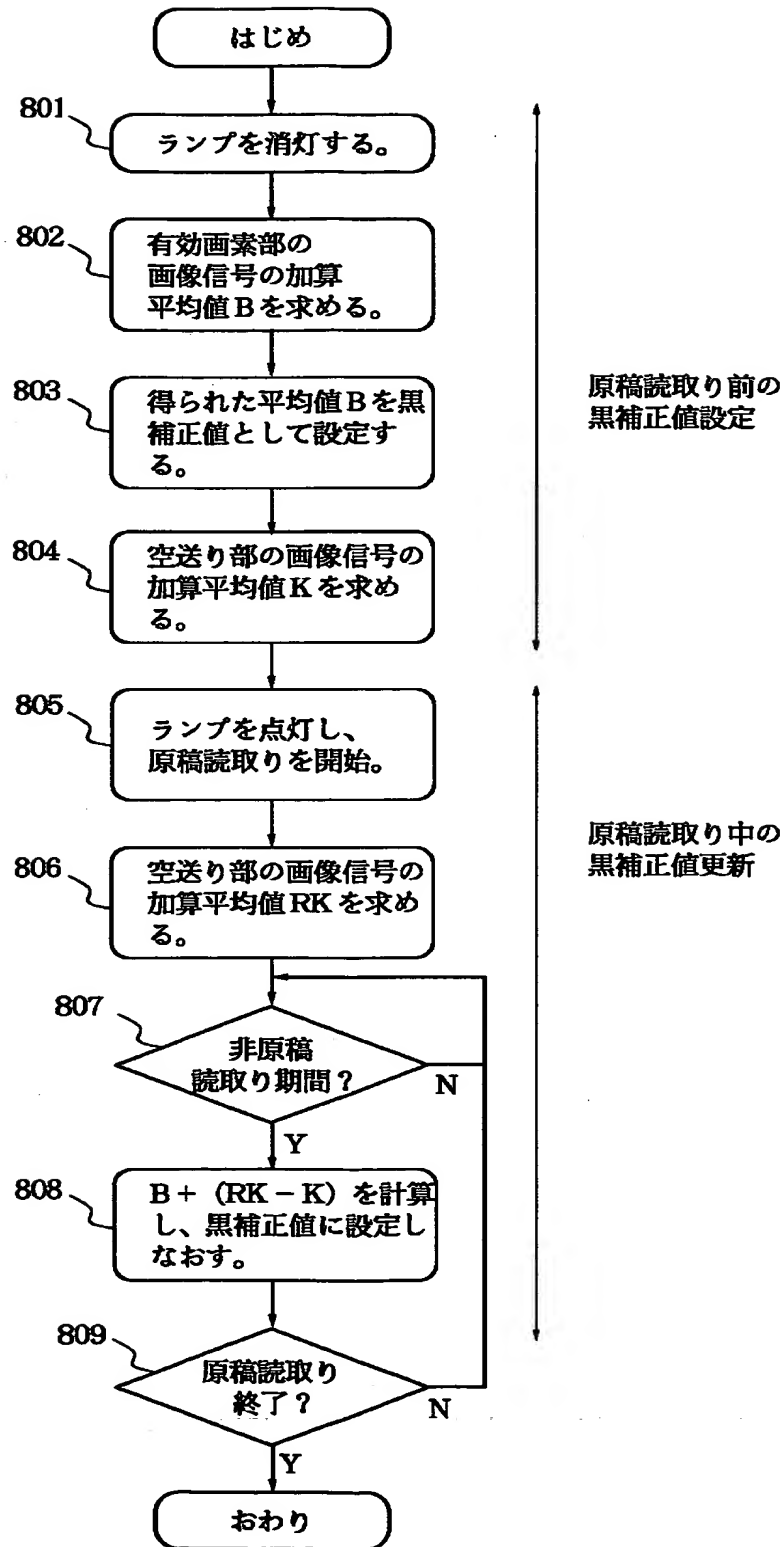 はじめ
801
ランプを消灯する。
802
有効画素部の
画像信号の加算
平均値Bを求める。
803
得られた平均値Bを黒
補正値として設定す
る。
原稿読取り前の
黒補正値設定
804
空送り部の画像信号の
加算平均値Kを求め
る。
805
ランプを点灯し、
原稿読取りを開始。
806
空送り部の画像信号の
加算平均値RKを求め
る。
原稿読取り中の
黒補正値更新
807
非原稿
読取り期間？
N
Y
808
B+（RK－K）を計算
し、黒補正値に設定し
なおす。
809
原稿読取り
終了？
N
Y
おわり